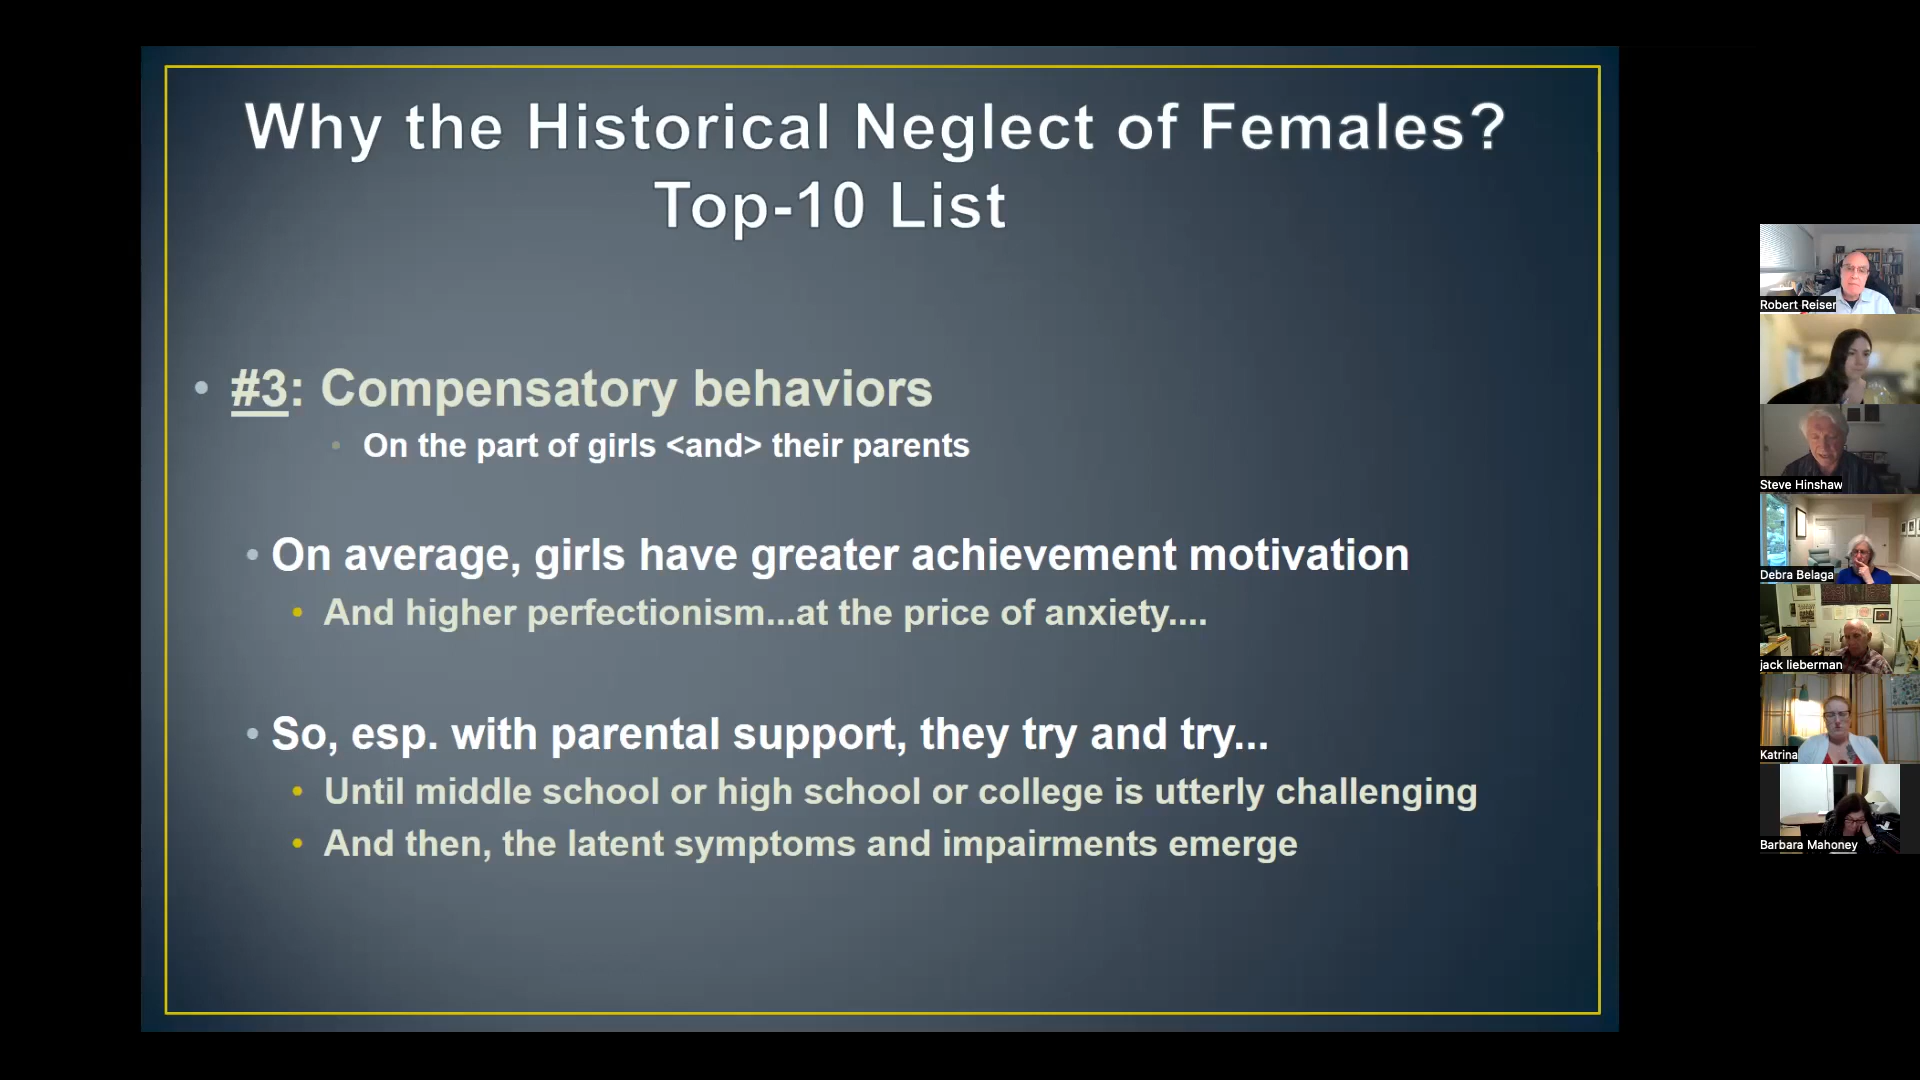 Why the Historical Neglect of Females?
Top-10 List
• #3: Compensatory behaviors
• On the part of girls <and> their parents
• On average, girls have greater achievement motivation
• And higher perfectionism...at the price of anxiety....
• So, esp. with parental support, they try and try...
• Until middle school or high school or college is utterly challenging
• And then, the latent symptoms and impairments emerge
Robert Reiser
Steve Hinshaw
Debra Belaga
jack lieberman
Katrina
Barbara Mahoney